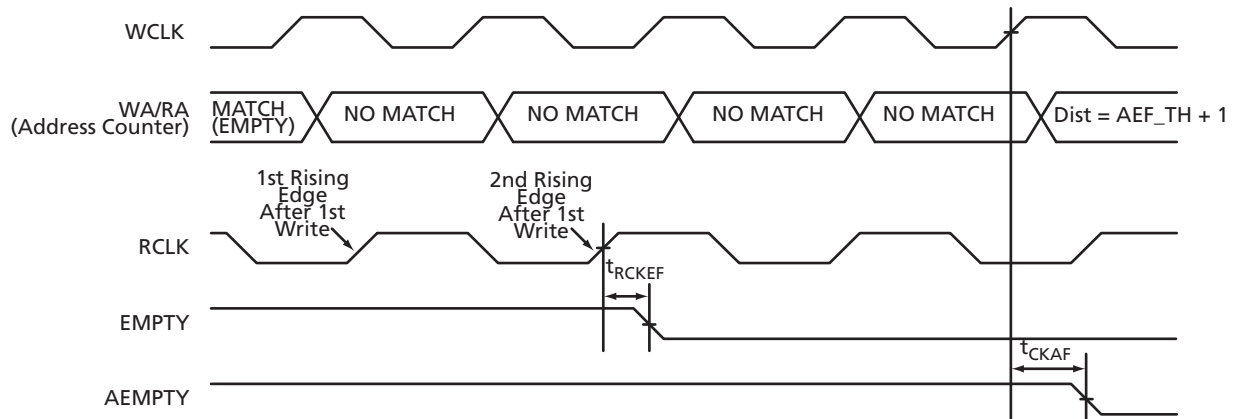 WCLK
WA/RA
(Address Counter)
MATCH
(EMPTY)
NO MATCH
NO MATCH
NO MATCH
NO MATCH
Dist = AEF_TH + 1
1st Rising
Edge
After 1st
Write
2nd Rising
Edge
After 1st
Write
RCLK
tRCKEF
EMPTY
tCKAF
AEMPTY